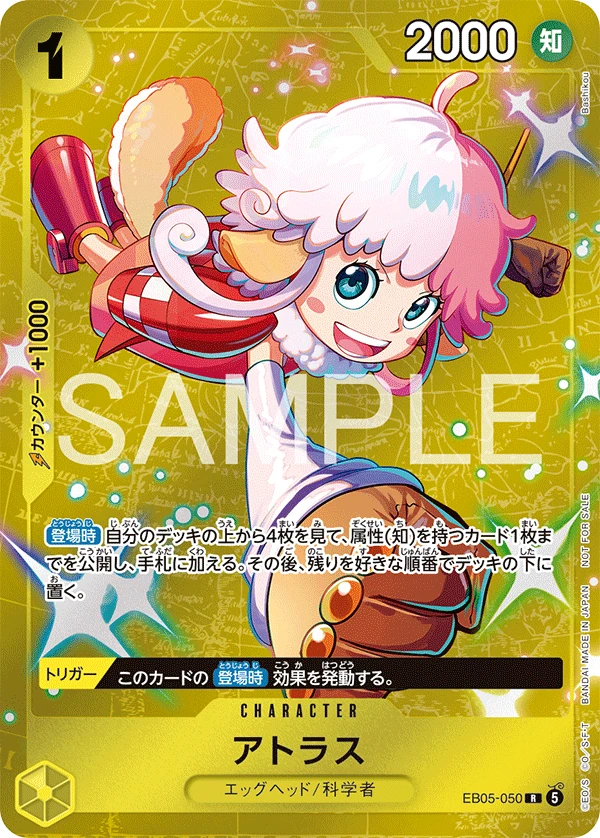 1
2000 知
Bashikou
カウンター +1000
SAMPLE
登場時 自分のデッキの上から4枚を見て、属性(知)を持つカード1枚ま
でを公開し、手札に加える。その後、残りを好きな順番でデッキの下に
置く。
トリガー このカードの 登場時 効果を発動する。
CHARACTER
アトラス
エッグヘッド/科学者
EB05-050 R 5
©E.O/S. ©O/S・F・T BANDAI MADE IN JAPAN NOT FOR SALE